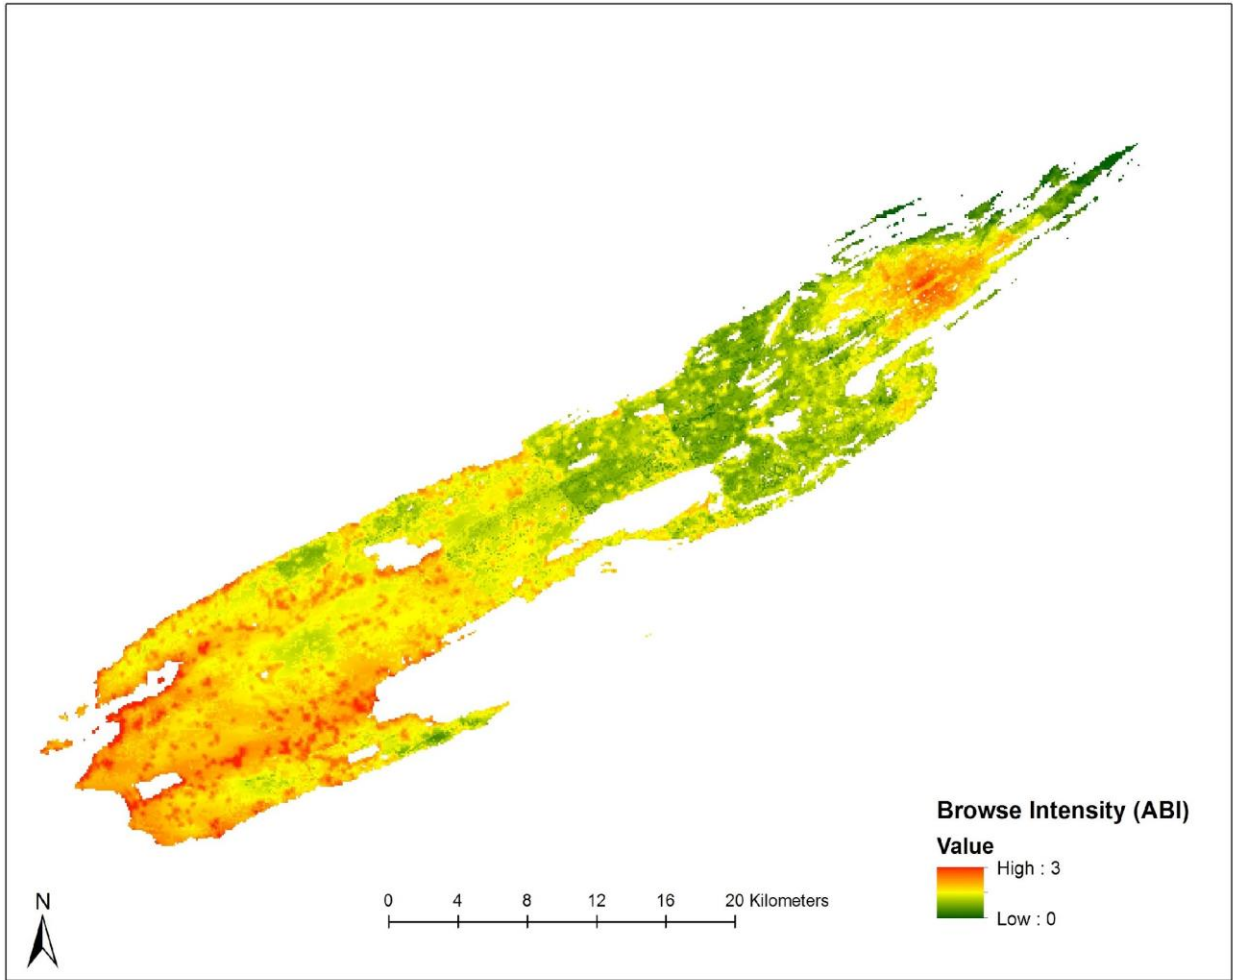 Browse Intensity (ABI)
Value
High : 3
Low : 0
N
0 4 8 12 16 20 Kilometers